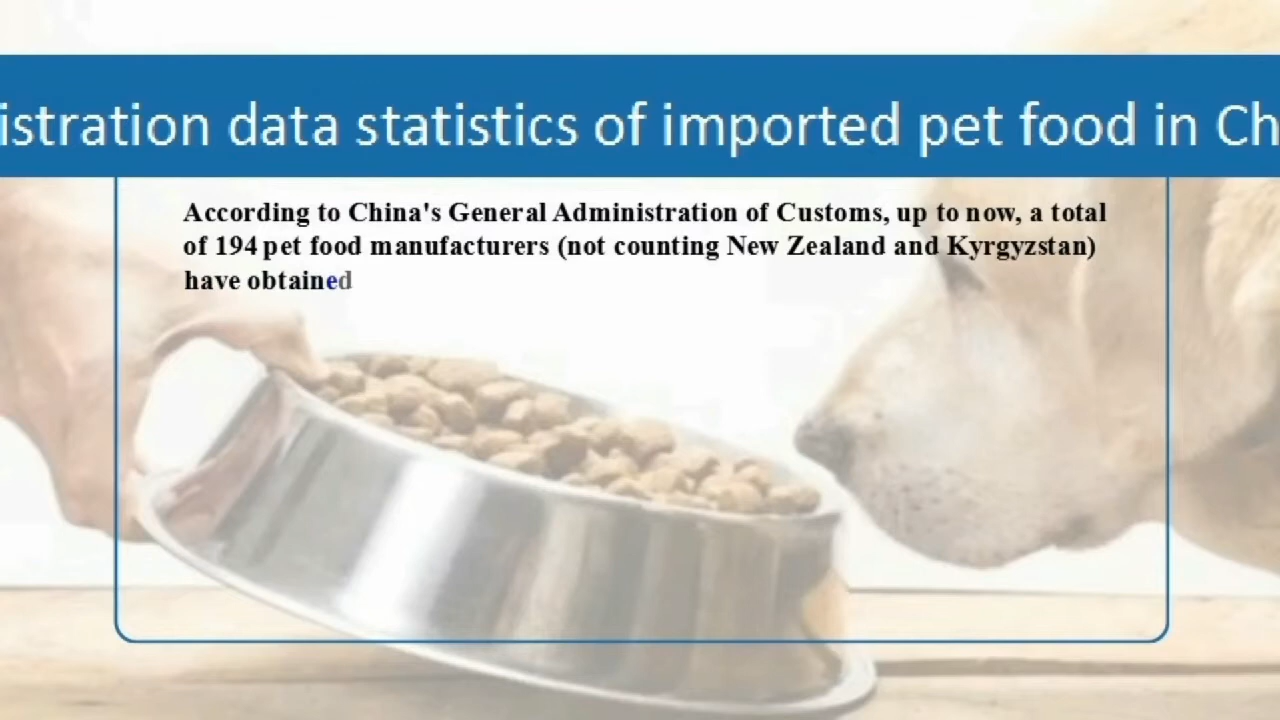 istration data statistics of imported pet food in Ch
According to China's General Administration of Customs, up to now, a total
of 194 pet food manufacturers (not counting New Zealand and Kyrgyzstan)
have obtained